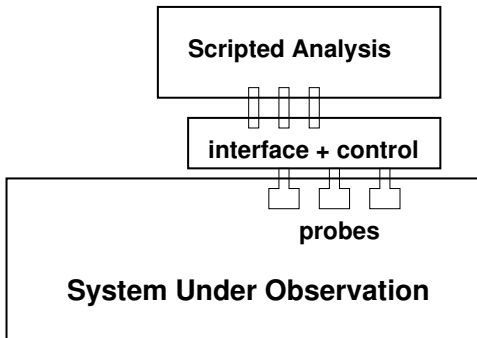 Scripted Analysis
interface + control
probes
System Under Observation